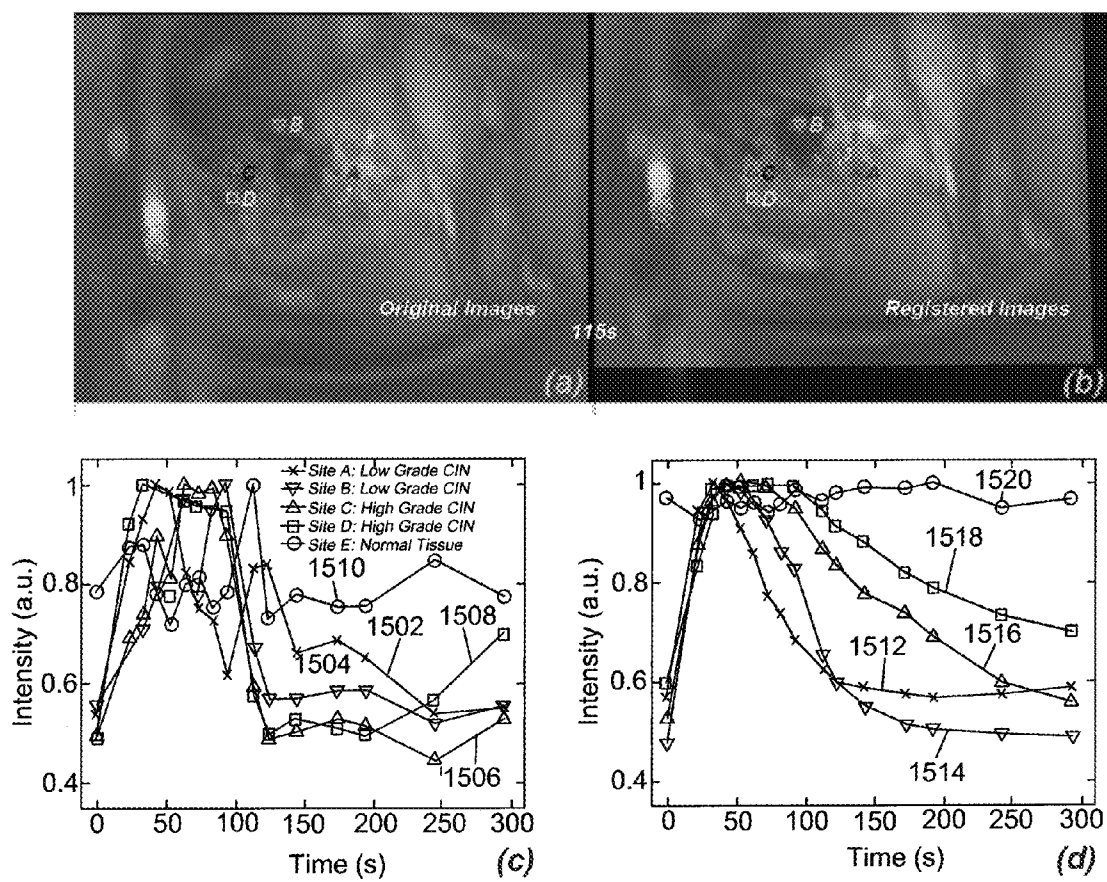 B
E
C
A
D
Original Images
(a)
115s
B
E
C
A
D
Registered Images
(b)
Intensity (a.u.)
1
0.8
0.6
0.4
Site A: Low Grade CIN
Site B: Low Grade CIN
Site C: High Grade CIN
Site D: High Grade CIN
Site E: Normal Tissue
1510
1502
1508
1504
1506
0 50 100 150 200 250 300
Time (s)
(c)
Intensity (a.u.)
1
0.8
0.6
0.4
1520
1518
1512
1516
1514
0 50 100 150 200 250 300
Time (s)
(d)